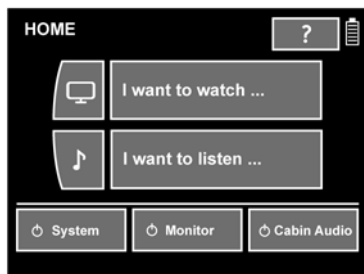 HOME
?
I want to watch ...
I want to listen ...
System
Monitor
Cabin Audio